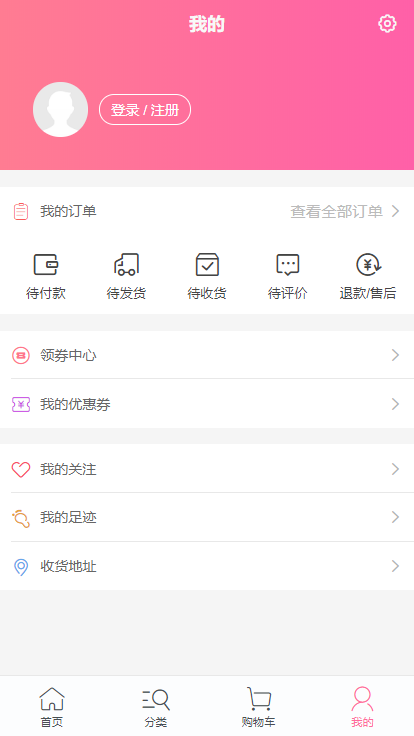 我的
登录 / 注册
我的订单 查看全部订单
待付款 待发货 待收货 待评价 退款/售后
领券中心
我的优惠券
我的关注
我的足迹
收货地址
首页 分类 购物车 我的